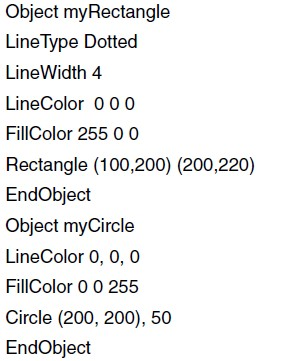 Object myRectangle
LineType Dotted
LineWidth 4
LineColor  0 0 0
FillColor 255 0 0
Rectangle (100,200) (200,220)
EndObject
Object myCircle
LineColor 0, 0, 0
FillColor 0 0 255
Circle (200, 200), 50
EndObject